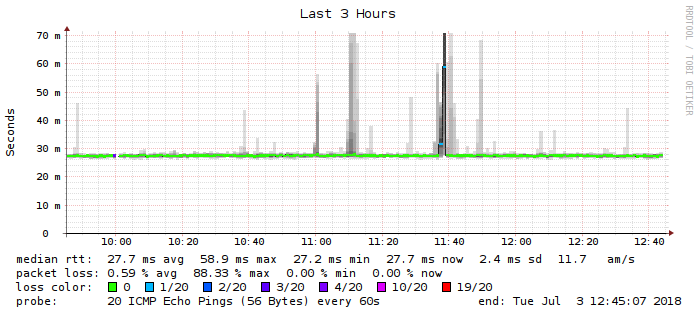 Last 3 Hours
RRDTOOL / TOBI OETIKER
Seconds
70 m
60 m
50 m
40 m
30 m
20 m
10 m
0
10:00 10:20 10:40 11:00 11:20 11:40 12:00 12:20 12:40
median rtt: 27.7 ms avg 58.9 ms max 27.2 ms min 27.7 ms now 2.4 ms sd 11.7 am/s
packet loss: 0.59 % avg 88.33 % max 0.00 % min 0.00 % now
loss color: 0 1/20 2/20 3/20 4/20 10/20 19/20
probe: 20 ICMP Echo Pings (56 Bytes) every 60s end: Tue Jul 3 12:45:07 2018